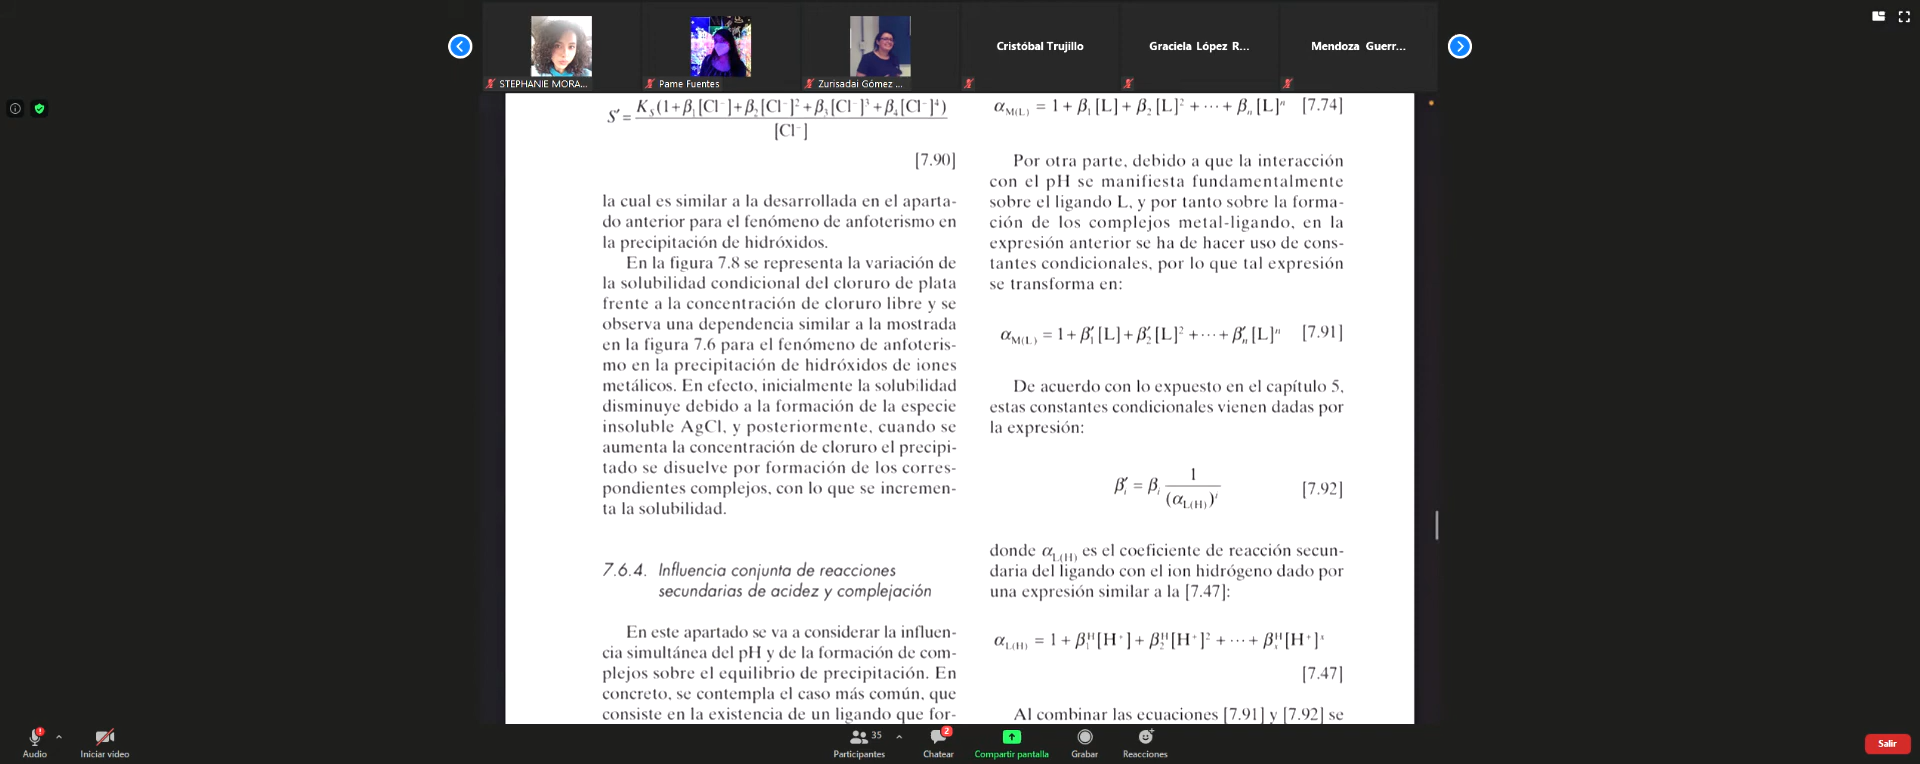 STEPHANIE MORA...
Pame Fuentes
Zurisadai Gómez ...
Cristóbal Trujillo
Graciela López R...
Mendoza Guerr...
S′ = K_S(1+β₁[Cl⁻]+β₂[Cl⁻]²+β₃[Cl⁻]³+β₄[Cl⁻]⁴)
[Cl⁻]
[7.90]
la cual es similar a la desarrollada en el aparta-
do anterior para el fenómeno de anfoterismo en
la precipitación de hidróxidos.
En la figura 7.8 se representa la variación de
la solubilidad condicional del cloruro de plata
frente a la concentración de cloruro libre y se
observa una dependencia similar a la mostrada
en la figura 7.6 para el fenómeno de anfoteris-
mo en la precipitación de hidróxidos de iones
metálicos. En efecto, inicialmente la solubilidad
disminuye debido a la formación de la especie
insoluble AgCl, y posteriormente, cuando se
aumenta la concentración de cloruro el precipi-
tado se disuelve por formación de los corres-
pondientes complejos, con lo que se incremen-
ta la solubilidad.
7.6.4. Influencia conjunta de reacciones
secundarias de acidez y complejación
En este apartado se va a considerar la influen-
cia simultánea del pH y de la formación de com-
plejos sobre el equilibrio de precipitación. En
concreto, se contempla el caso más común, que
consiste en la existencia de un ligando que for-
α_M(L) = 1 + β₁[L] + β₂[L]² + ··· + βₙ[L]ⁿ [7.74]
Por otra parte, debido a que la interacción
con el pH se manifiesta fundamentalmente
sobre el ligando L, y por tanto sobre la forma-
ción de los complejos metal-ligando, en la
expresión anterior se ha de hacer uso de cons-
tantes condicionales, por lo que tal expresión
se transforma en:
α_M(L) = 1 + β′₁[L] + β′₂[L]² + ··· + β′ₙ[L]ⁿ [7.91]
De acuerdo con lo expuesto en el capítulo 5,
estas constantes condicionales vienen dadas por
la expresión:
β′ᵢ = βᵢ 1 / (α_L(H))ⁱ [7.92]
donde α_L(H) es el coeficiente de reacción secun-
daria del ligando con el ion hidrógeno dado por
una expresión similar a la [7.47]:
α_L(H) = 1 + β₁ᴴ[H⁺] + β₂ᴴ[H⁺]² + ··· + βₓᴴ[H⁺]ˣ
[7.47]
Al combinar las ecuaciones [7.91] y [7.92] se
Audio
Iniciar video
35
Participantes
2
Chatear
Compartir pantalla
Grabar
Reacciones
Salir